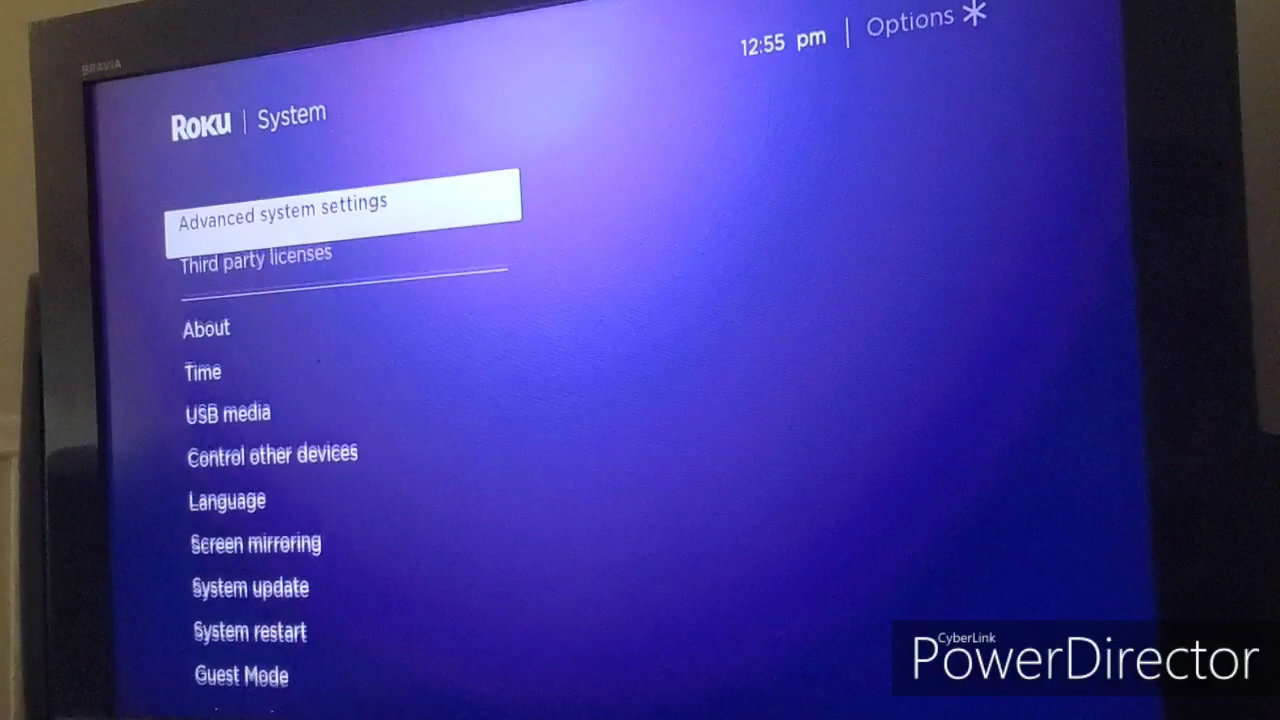 BRAVIA
12:55 pm | Options *
Roku | System
Advanced system settings
Third party licenses
About
Time
USB media
Control other devices
Language
Screen mirroring
System update
System restart
Guest Mode
CyberLink
PowerDirector